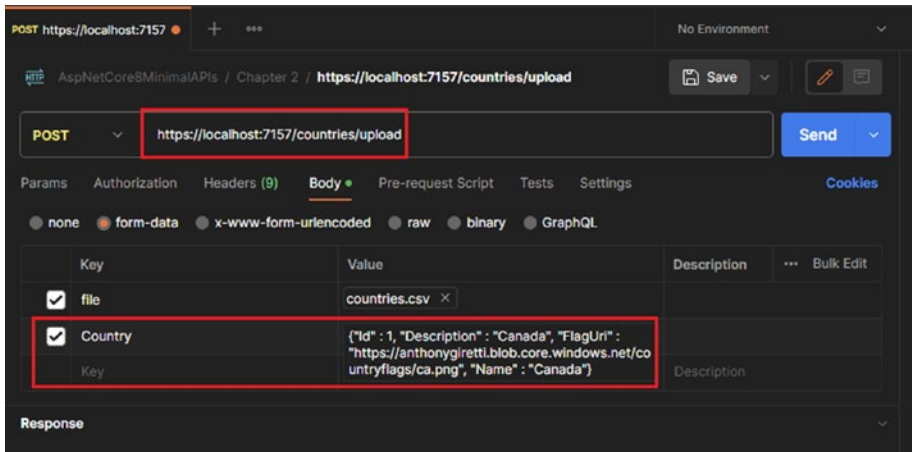 POST https://localhost:7157
No Environment
HTTP AspNetCore8MinimalAPIs / Chapter 2 / https://localhost:7157/countries/upload
Save
POST https://localhost:7157/countries/upload Send
Params Authorization Headers (9) Body Pre-request Script Tests Settings Cookies
none form-data x-www-form-urlencoded raw binary GraphQL
Key Value Description ••• Bulk Edit
file countries.csv ×
Country {"Id" : 1, "Description" : "Canada", "FlagUri" :
"https://anthonygiretti.blob.core.windows.net/co
untryflags/ca.png", "Name" : "Canada"}
Key Description
Response